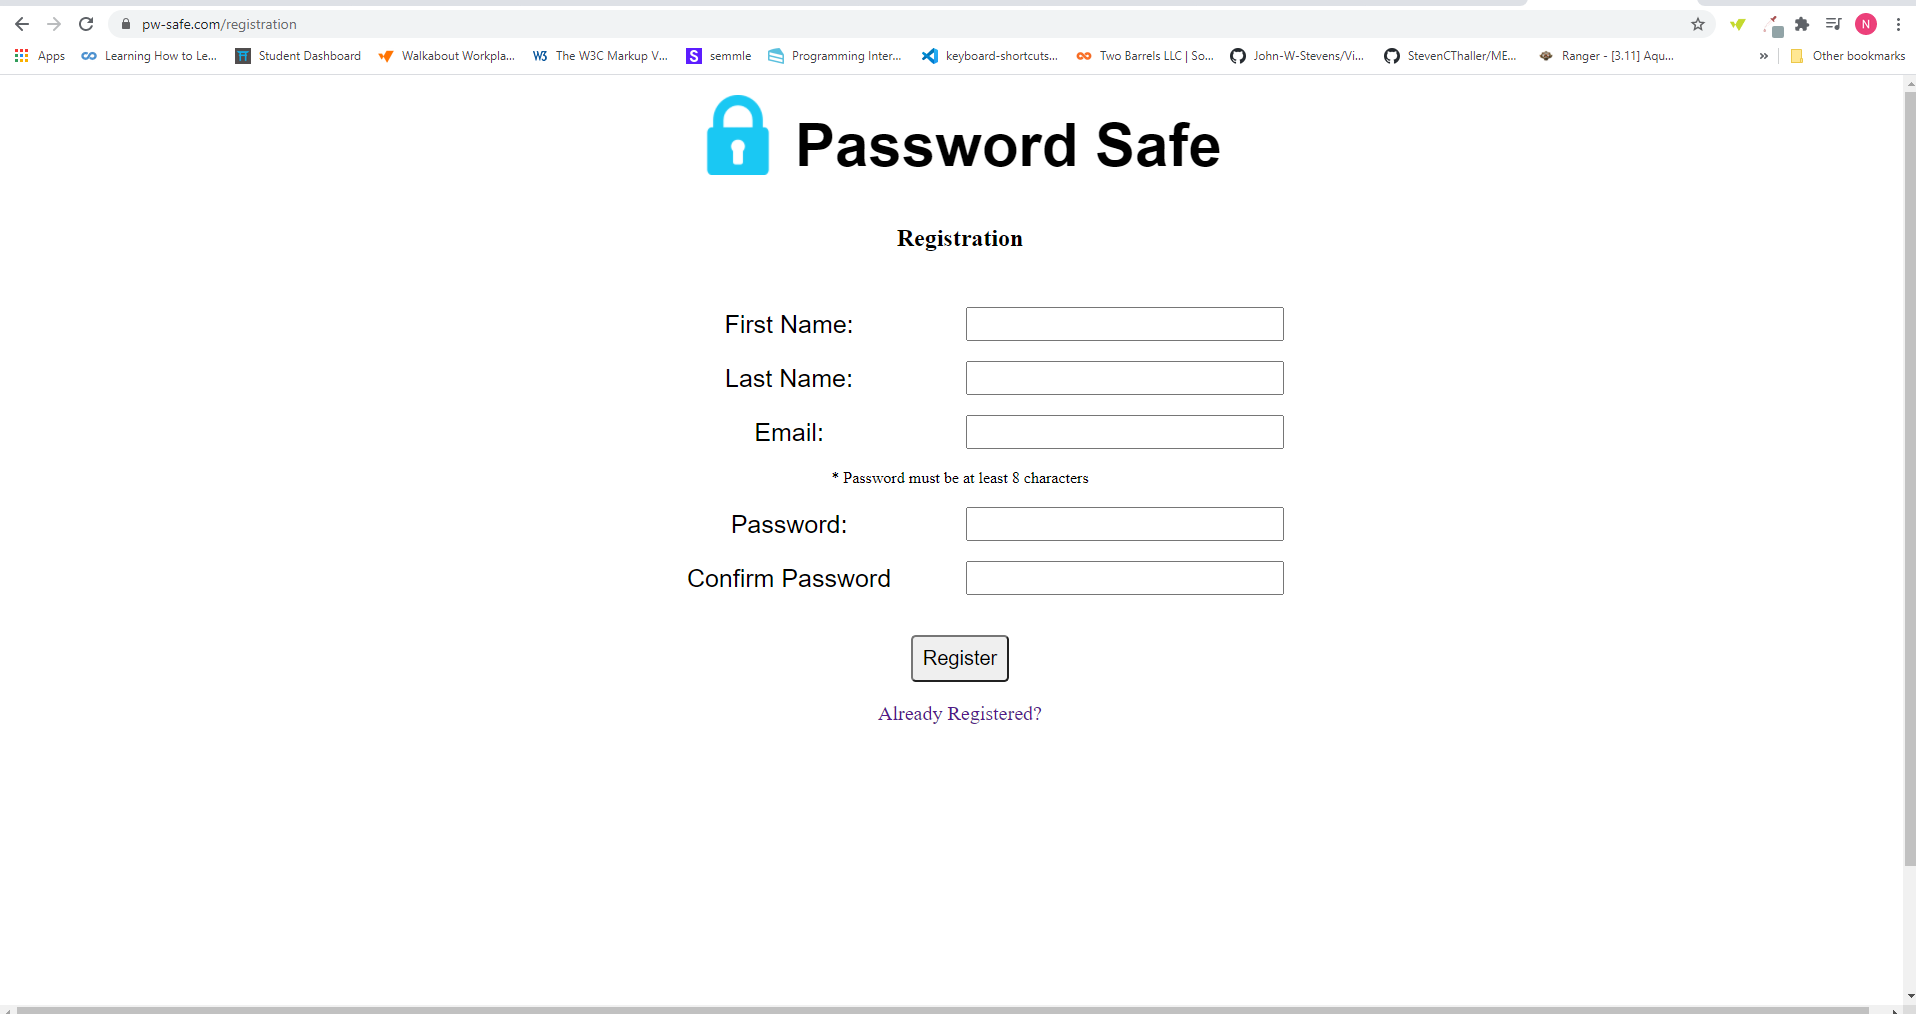 pw-safe.com/registration
N
Apps Learning How to Le... Student Dashboard Walkabout Workpla... W3 The W3C Markup V... S semmle Programming Inter... keyboard-shortcuts... Two Barrels LLC | So... John-W-Stevens/Vi... StevenCThaller/ME... Ranger - [3.11] Aqu... » Other bookmarks
Password Safe
Registration
First Name:
Last Name:
Email:
* Password must be at least 8 characters
Password:
Confirm Password
Register
Already Registered?